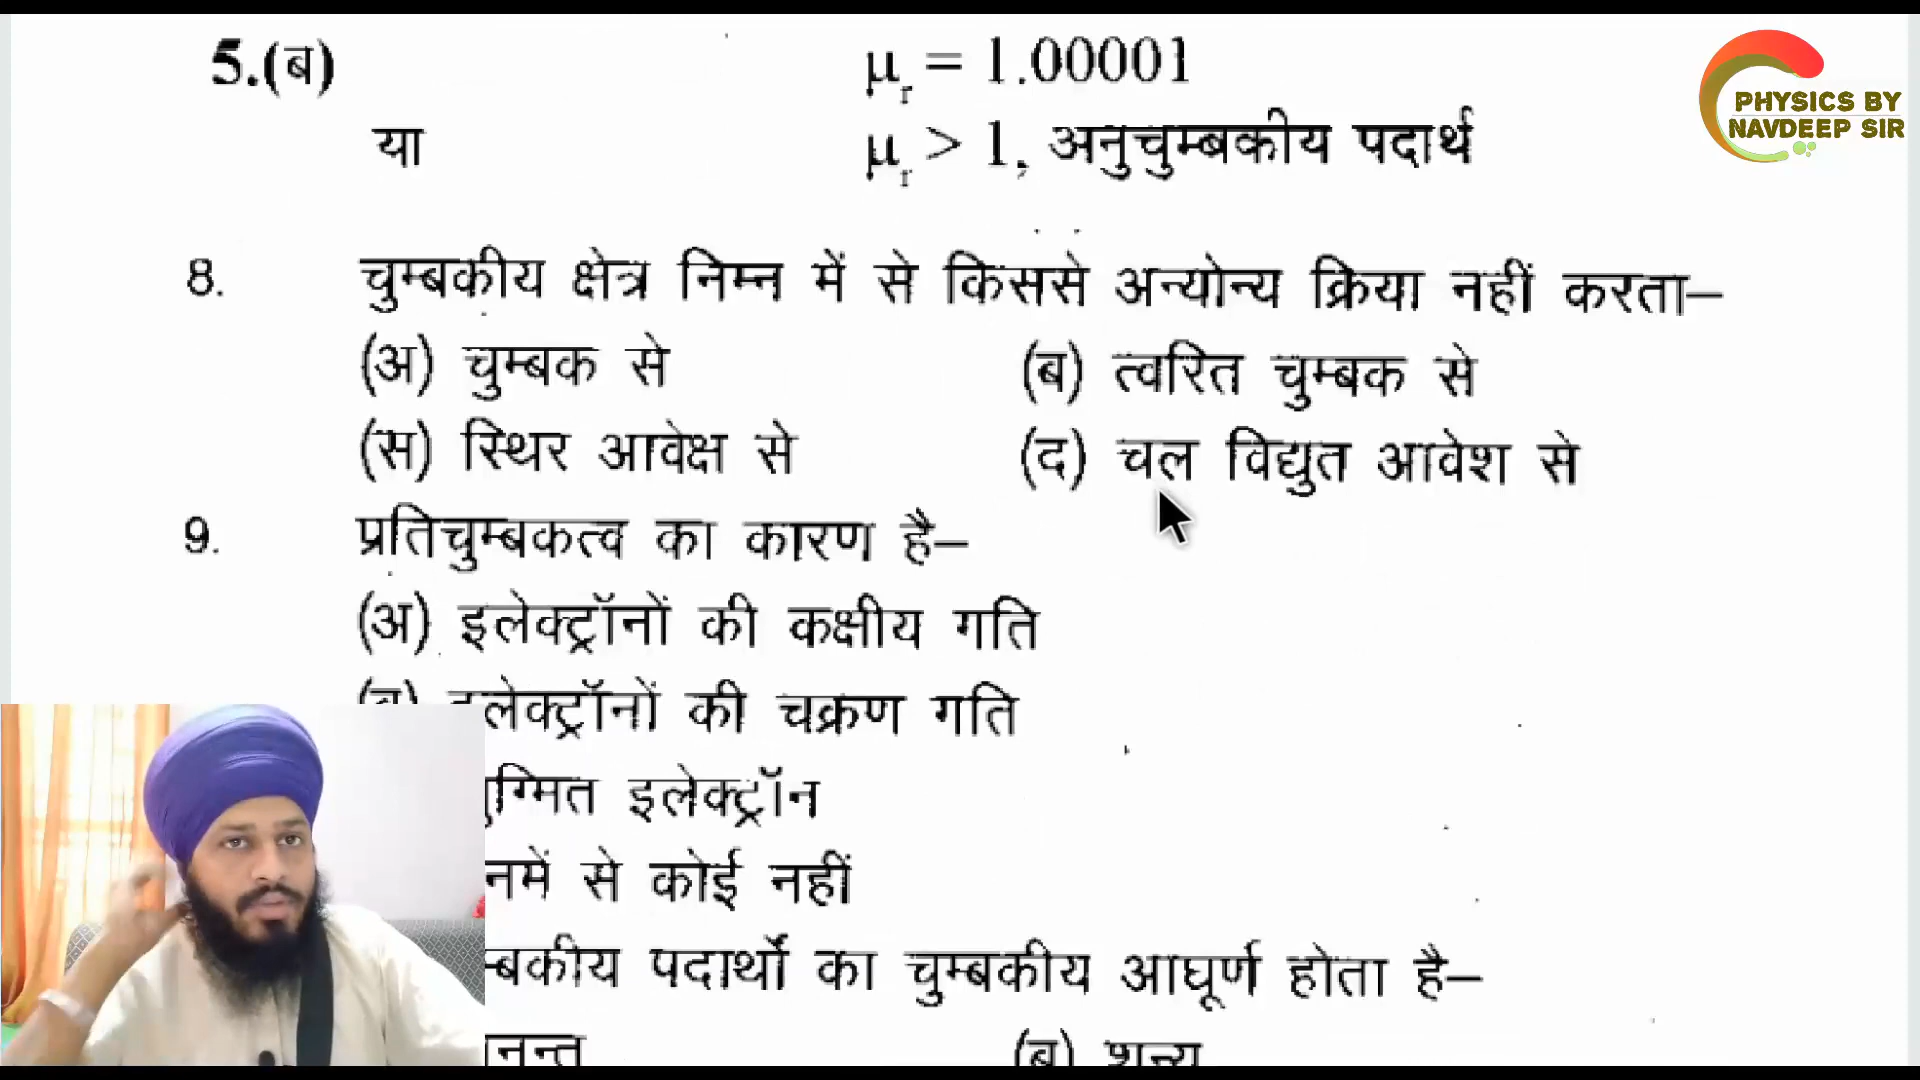 5.(ब) μr = 1.00001
या μr > 1, अनुचुम्बकीय पदार्थ
PHYSICS BY
NAVDEEP SIR
8. चुम्बकीय क्षेत्र निम्न में से किससे अन्योन्य क्रिया नहीं करता–
(अ) चुम्बक से (ब) त्वरित चुम्बक से
(स) स्थिर आवेक्ष से (द) चल विद्युत आवेश से
9. प्रतिचुम्बकत्व का कारण है–
(अ) इलेक्ट्रॉनों की कक्षीय गति
की चक्रण गति
इलेक्ट्रॉन
से कोई नहीं
पदार्थों का चुम्बकीय आघूर्ण होता है–
(ब) शून्य